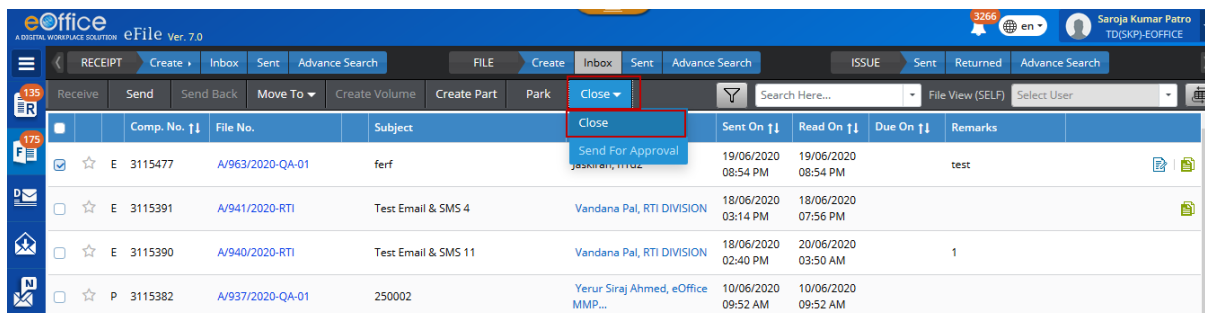 eOffice
A DIGITAL WORKPLACE SOLUTION eFile Ver. 7.0
3266 en Saroja Kumar Patro
TD(SKP)-EOFFICE
RECEIPT Create Inbox Sent Advance Search FILE Create Inbox Sent Advance Search ISSUE Sent Returned Advance Search
135 R Receive Send Send Back Move To Create Volume Create Part Park Close Search Here... File View (SELF) Select User
Comp. No. File No. Subject Sent On Read On Due On Remarks
Close
Send For Approval
175 F E 3115477 A/963/2020-QA-01 ferf 19/06/2020 08:54 PM 19/06/2020 08:54 PM test
D E 3115391 A/941/2020-RTI Test Email & SMS 4 Vandana Pal, RTI DIVISION 18/06/2020 03:14 PM 18/06/2020 07:56 PM
E 3115390 A/940/2020-RTI Test Email & SMS 11 Vandana Pal, RTI DIVISION 18/06/2020 02:40 PM 20/06/2020 03:50 AM 1
N P 3115382 A/937/2020-QA-01 250002 Yerur Siraj Ahmed, eOffice MMP... 10/06/2020 09:52 AM 10/06/2020 09:52 AM